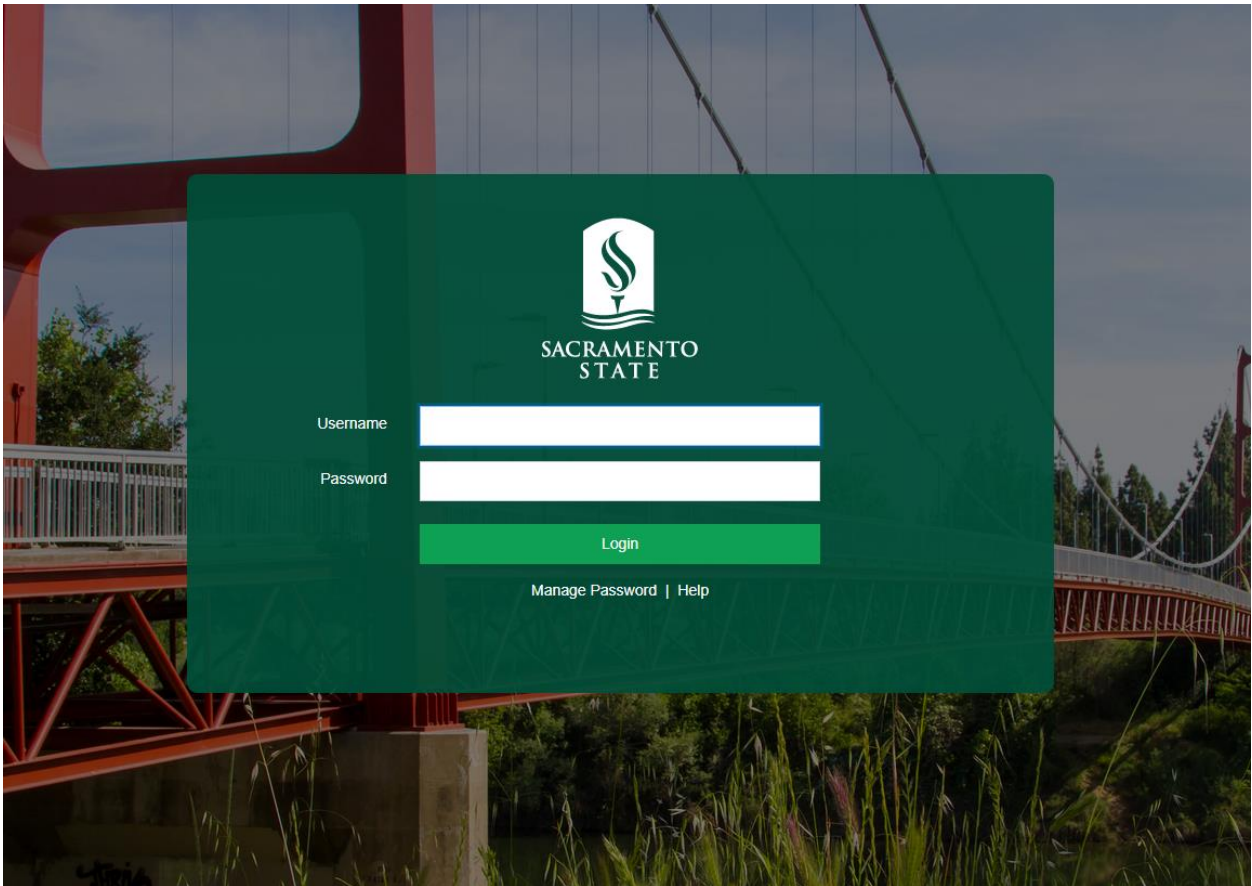 SACRAMENTO
STATE
Username
Password
Login
Manage Password | Help